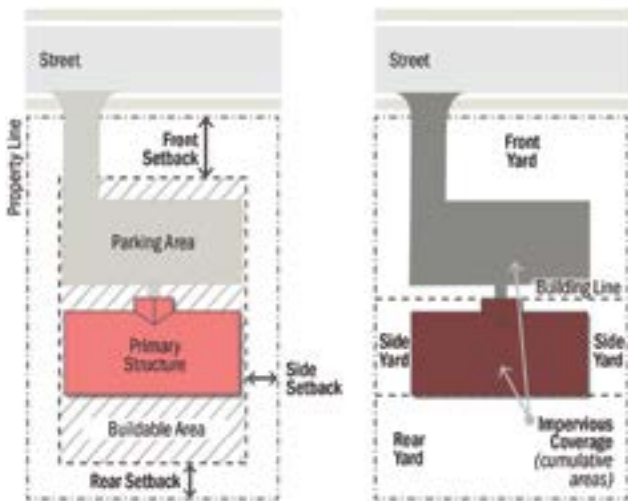 Street
Property Line
Front
Setback
Parking Area
Primary
Structure
Side
Setback
Buildable Area
Rear Setback
Street
Front
Yard
Building Line
Side
Yard
Side
Yard
Rear
Yard
Impervious
Coverage
(cumulative
areas)